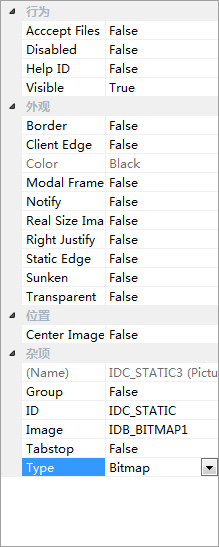 行为
Acccept Files False
Disabled False
Help ID False
Visible True
外观
Border False
Client Edge False
Color Black
Modal Frame False
Notify False
Real Size Ima False
Right Justify False
Static Edge False
Sunken False
Transparent False
位置
Center Image False
杂项
(Name) IDC_STATIC3 (Pictu
Group False
ID IDC_STATIC
Image IDB_BITMAP1
Tabstop False
Type Bitmap